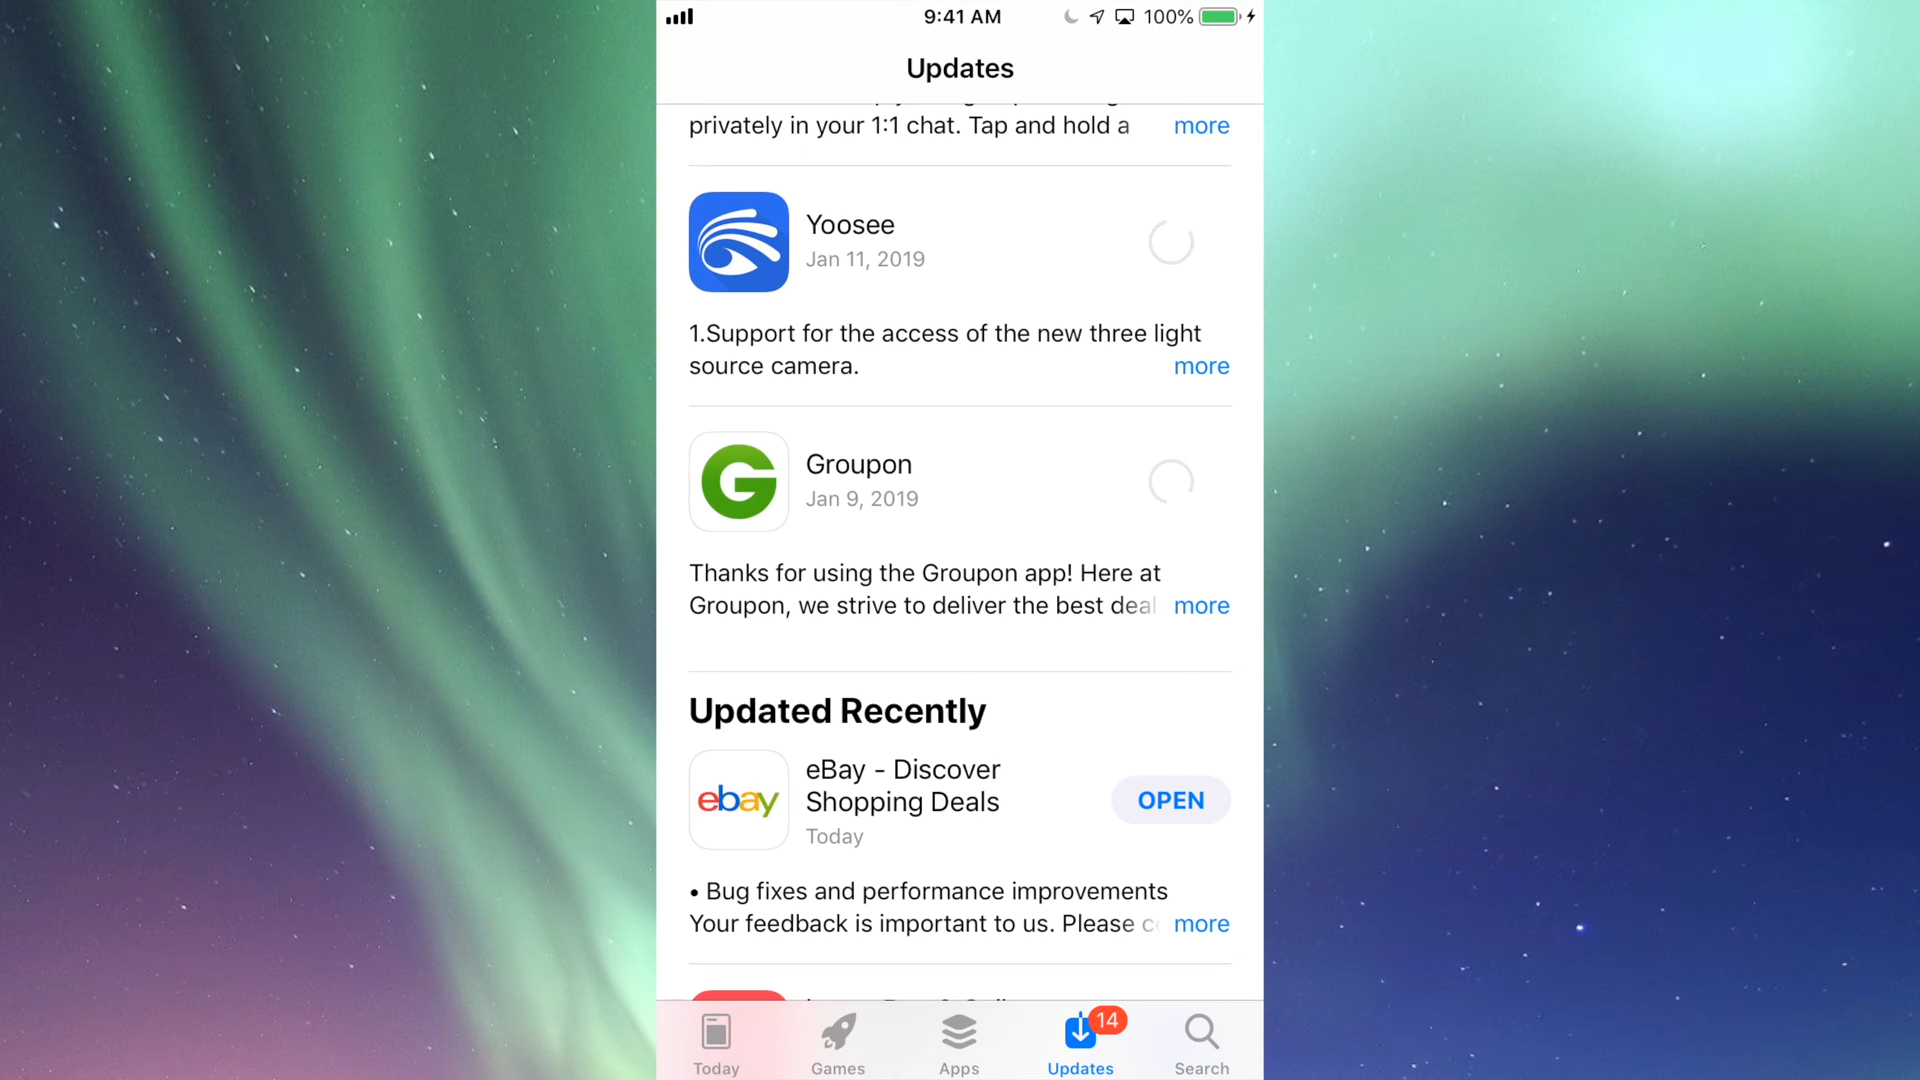 9:41 AM
100%
Updates
privately in your 1:1 chat. Tap and hold a more
Yoosee
Jan 11, 2019
1.Support for the access of the new three light
source camera. more
Groupon
Jan 9, 2019
Thanks for using the Groupon app! Here at
Groupon, we strive to deliver the best deal more
Updated Recently
ebay
eBay - Discover
Shopping Deals
Today
OPEN
• Bug fixes and performance improvements
Your feedback is important to us. Please more
14
Today Games Apps Updates Search